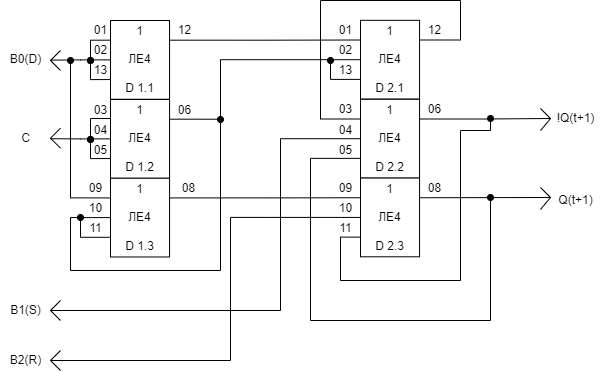 01 1 12 01 1 12
B0(D) 02 ЛЕ4 02 ЛЕ4
13 D 1.1 13 D 2.1
03 1 06 03 1 06 !Q(t+1)
C 04 ЛЕ4 04 ЛЕ4
05 D 1.2 05 D 2.2
09 1 08 09 1 08 Q(t+1)
10 ЛЕ4 10 ЛЕ4
11 D 1.3 11 D 2.3
B1(S)
B2(R)